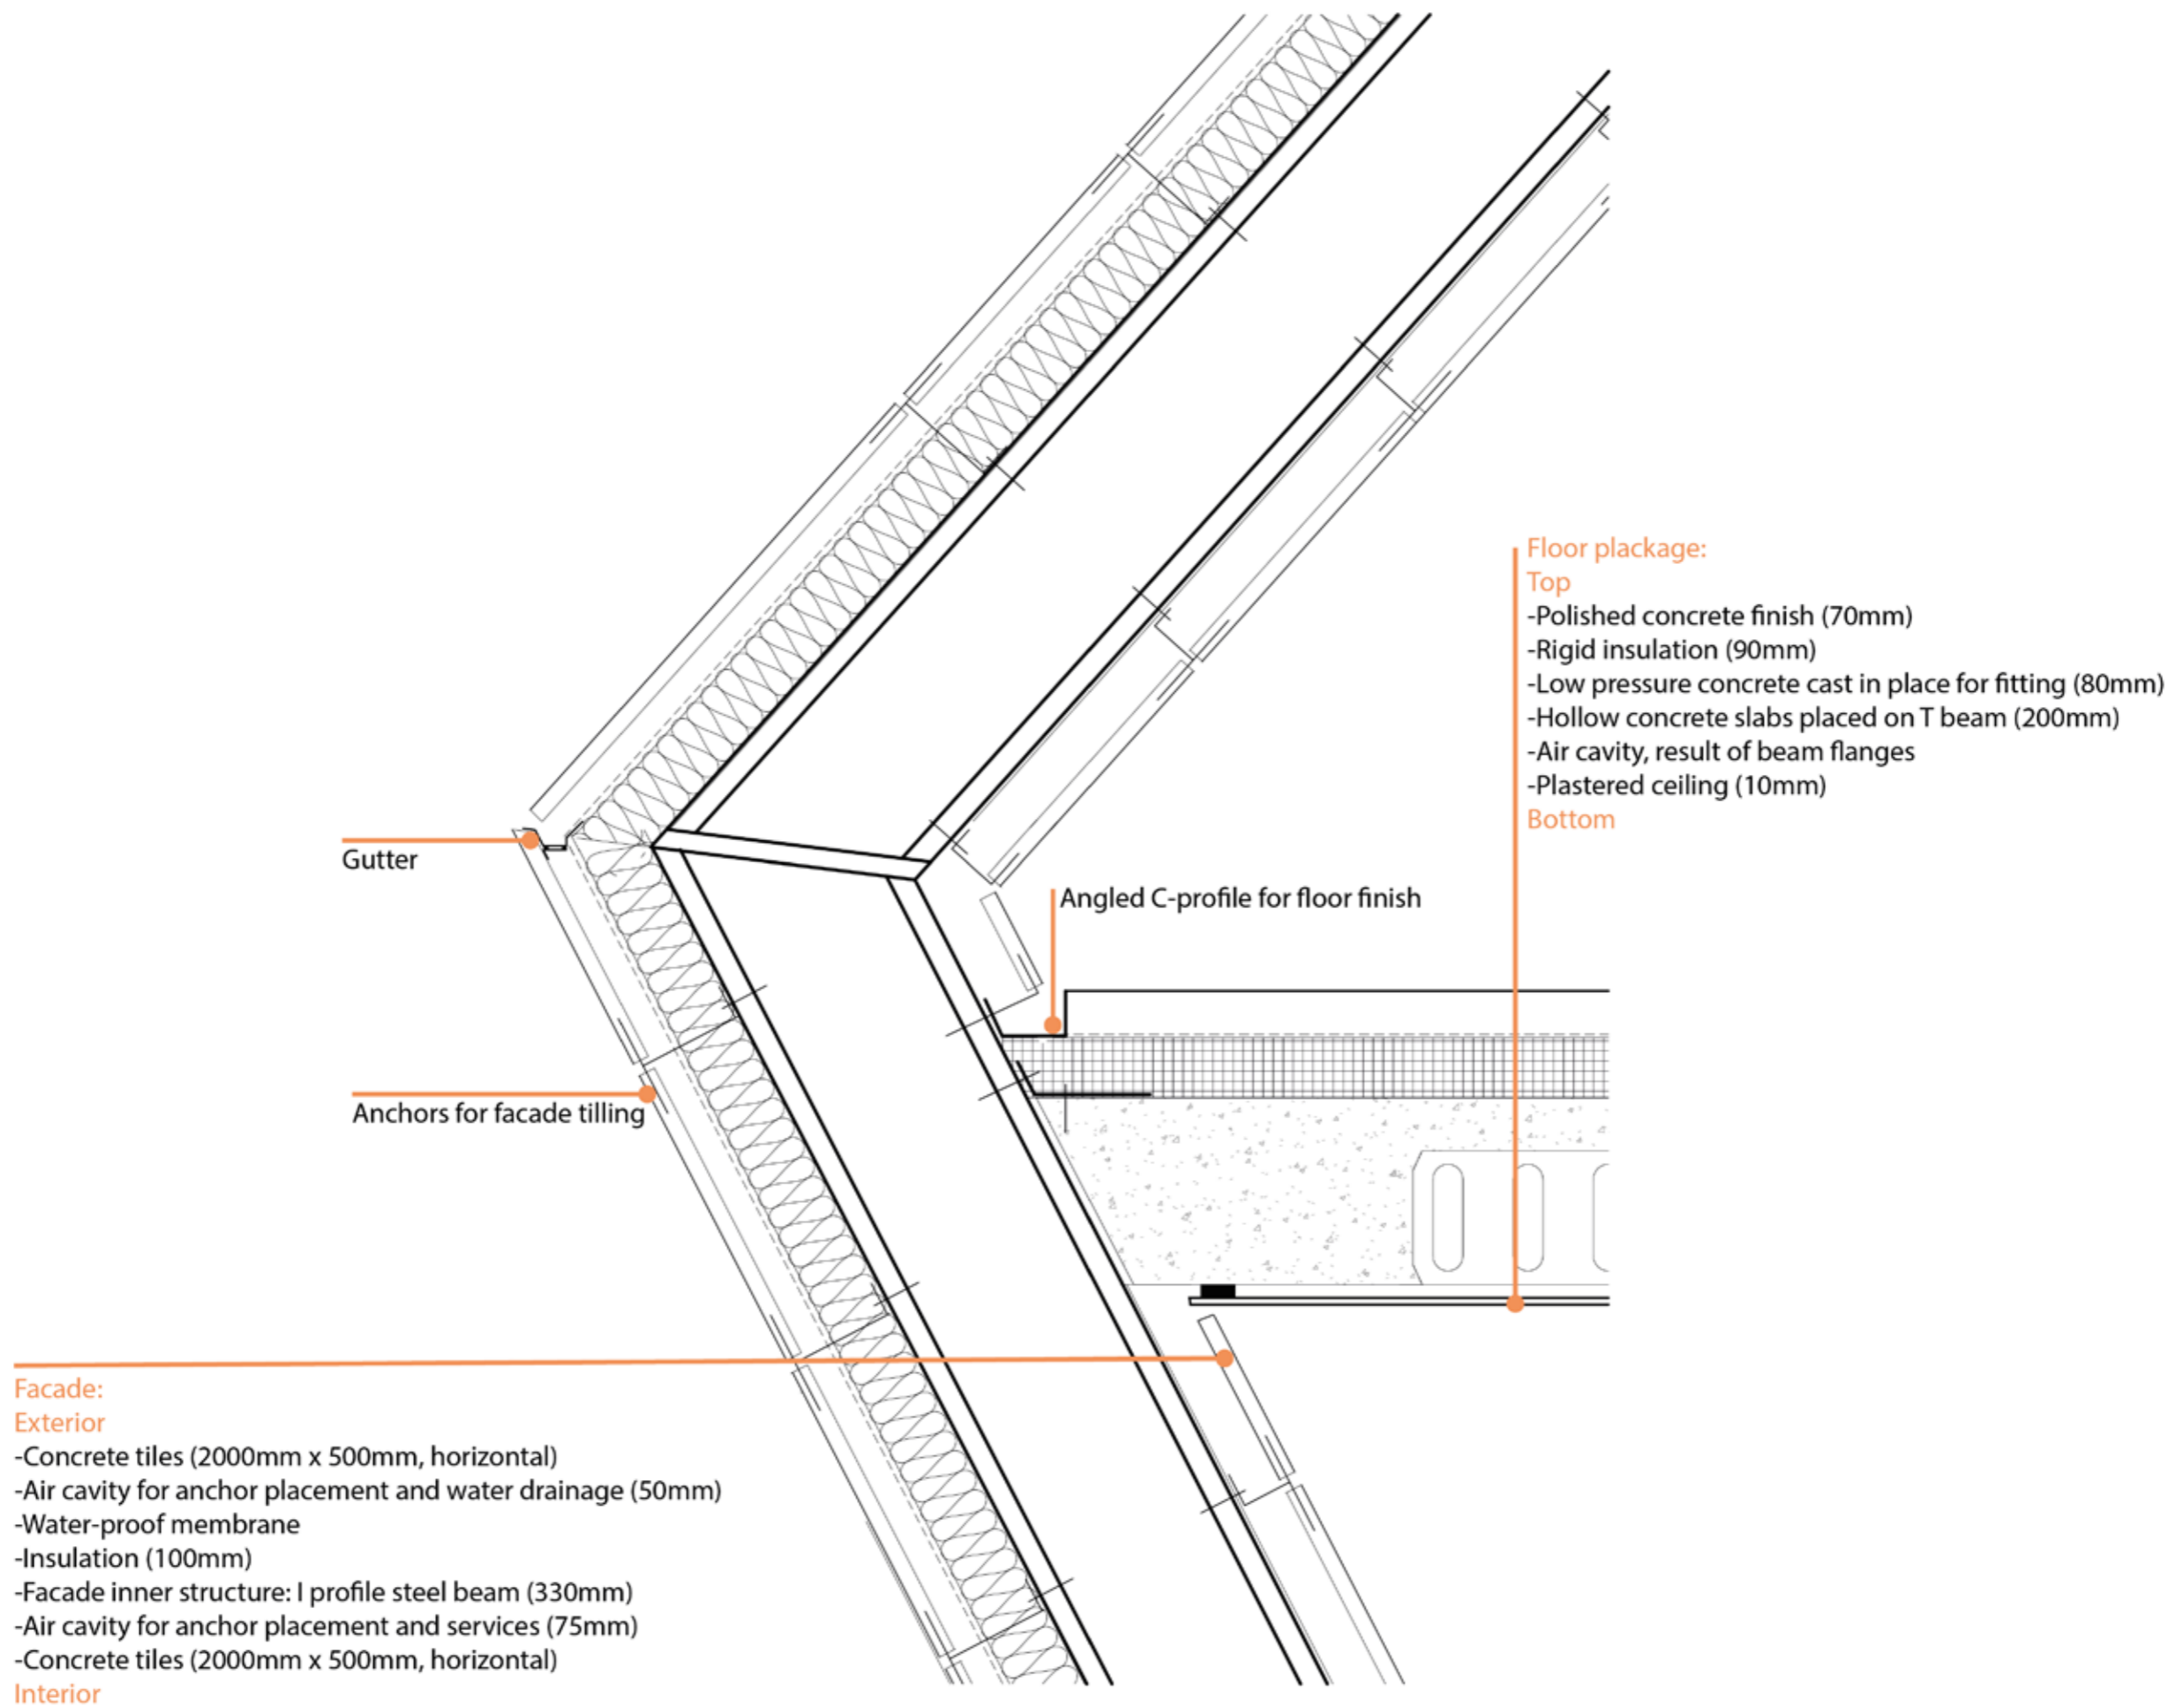 Floor plackage:
Top
-Polished concrete finish (70mm)
-Rigid insulation (90mm)
-Low pressure concrete cast in place for fitting (80mm)
-Hollow concrete slabs placed on T beam (200mm)
-Air cavity, result of beam flanges
-Plastered ceiling (10mm)
Bottom
Gutter
Angled C-profile for floor finish
Anchors for facade tilling
Facade:
Exterior
-Concrete tiles (2000mm x 500mm, horizontal)
-Air cavity for anchor placement and water drainage (50mm)
-Water-proof membrane
-Insulation (100mm)
-Facade inner structure: I profile steel beam (330mm)
-Air cavity for anchor placement and services (75mm)
-Concrete tiles (2000mm x 500mm, horizontal)
Interior